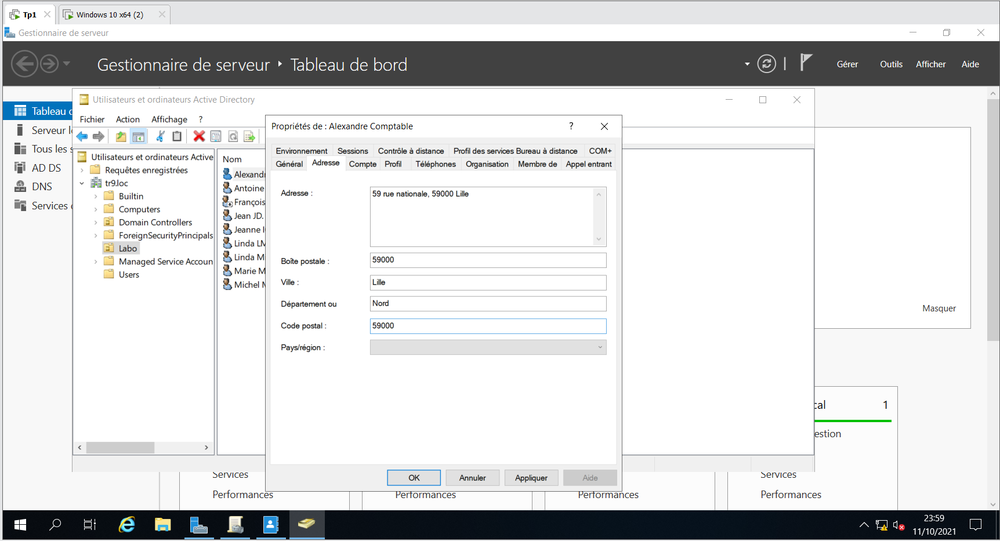 Tp1
Windows 10 x64 (2)
Gestionnaire de serveur
Gestionnaire de serveur ‣ Tableau de bord
Gérer Outils Afficher Aide
Tableau d
Serveur l
Tous les s
AD DS
DNS
Services
Utilisateurs et ordinateurs Active Directory
Fichier Action Affichage ?
Utilisateurs et ordinateurs Active
Requêtes enregistrées
tr9.loc
Builtin
Computers
Domain Controllers
ForeignSecurityPrincipals
Labo
Managed Service Accoun
Users
Nom
Alexandr
Antoine
François
Jean JD.
Jeanne
Linda LM
Linda M
Marie M
Michel M
Propriétés de : Alexandre Comptable
?
Environnement Sessions Contrôle à distance Profil des services Bureau à distance COM+
Général Adresse Compte Profil Téléphones Organisation Membre de Appel entrant
Adresse : 59 rue nationale, 59000 Lille
Boîte postale : 59000
Ville : Lille
Département ou Nord
Code postal : 59000
Pays/région :
OK Annuler Appliquer Aide
Masquer
cal 1
estion
Services
Performances
Performances
Performances
Services
Performances
23:59
11/10/2021